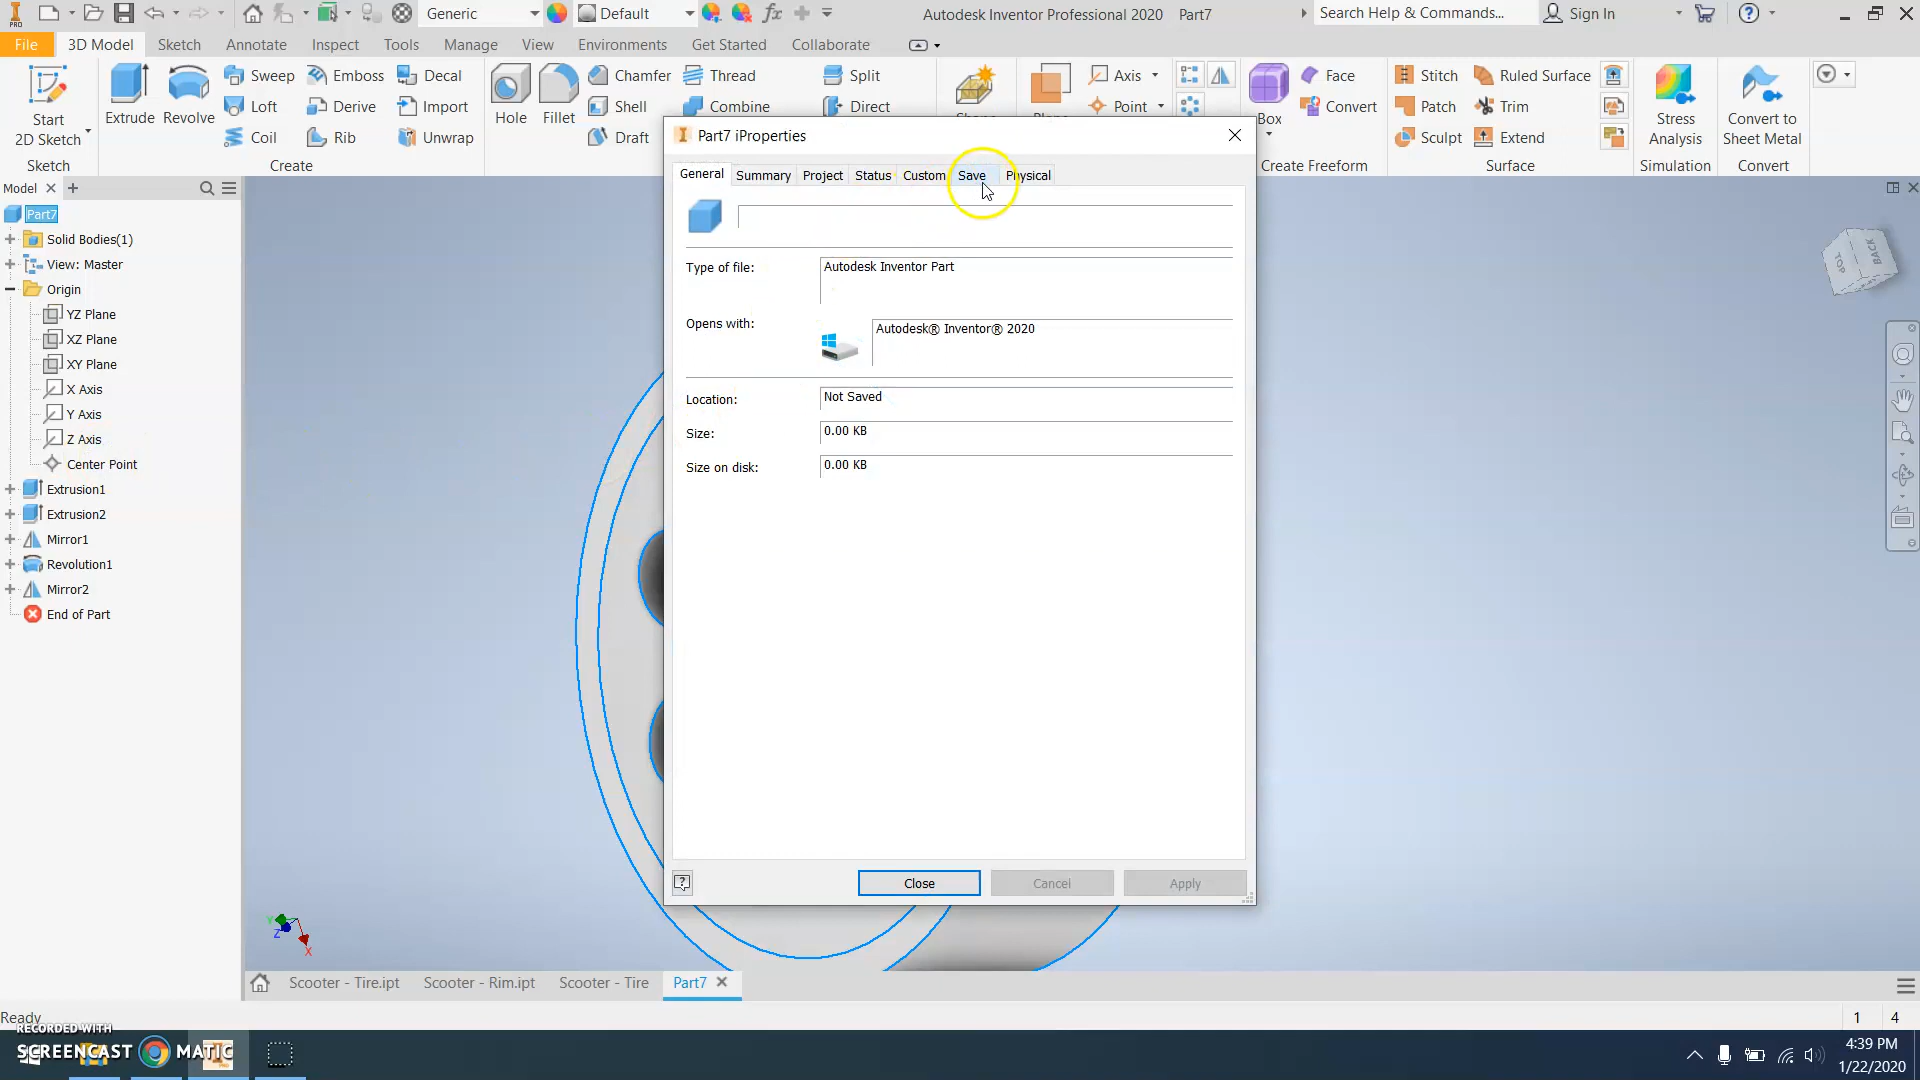 Generic
Default
Autodesk Inventor Professional 2020 Part7
Search Help & Commands...
Sign In
PRO
File
3D Model
Sketch
Annotate
Inspect
Tools
Manage
View
Environments
Get Started
Collaborate
Start
2D Sketch
Sketch
Extrude
Revolve
Sweep
Loft
Coil
Emboss
Derive
Rib
Decal
Import
Unwrap
Create
Hole
Fillet
Chamfer
Shell
Draft
Thread
Combine
Split
Direct
Axis
Point
Box
Face
Convert
Create Freeform
Stitch
Patch
Sculpt
Ruled Surface
Trim
Extend
Surface
Stress
Analysis
Simulation
Convert to
Sheet Metal
Convert
Model
Part7
Solid Bodies(1)
View: Master
Origin
YZ Plane
XZ Plane
XY Plane
X Axis
Y Axis
Z Axis
Center Point
Extrusion1
Extrusion2
Mirror1
Revolution1
Mirror2
End of Part
Part7 iProperties
General
Summary
Project
Status
Custom
Save
Physical
Type of file:
Autodesk Inventor Part
Opens with:
Autodesk® Inventor® 2020
Location:
Not Saved
Size:
0.00 KB
Size on disk:
0.00 KB
Close
Cancel
Apply
TOP
BACK
Y
Z
X
Scooter - Tire.ipt
Scooter - Rim.ipt
Scooter - Tire
Part7
Ready
1
4
RECORDED WITH
SCREENCAST MATIC
4:39 PM
1/22/2020